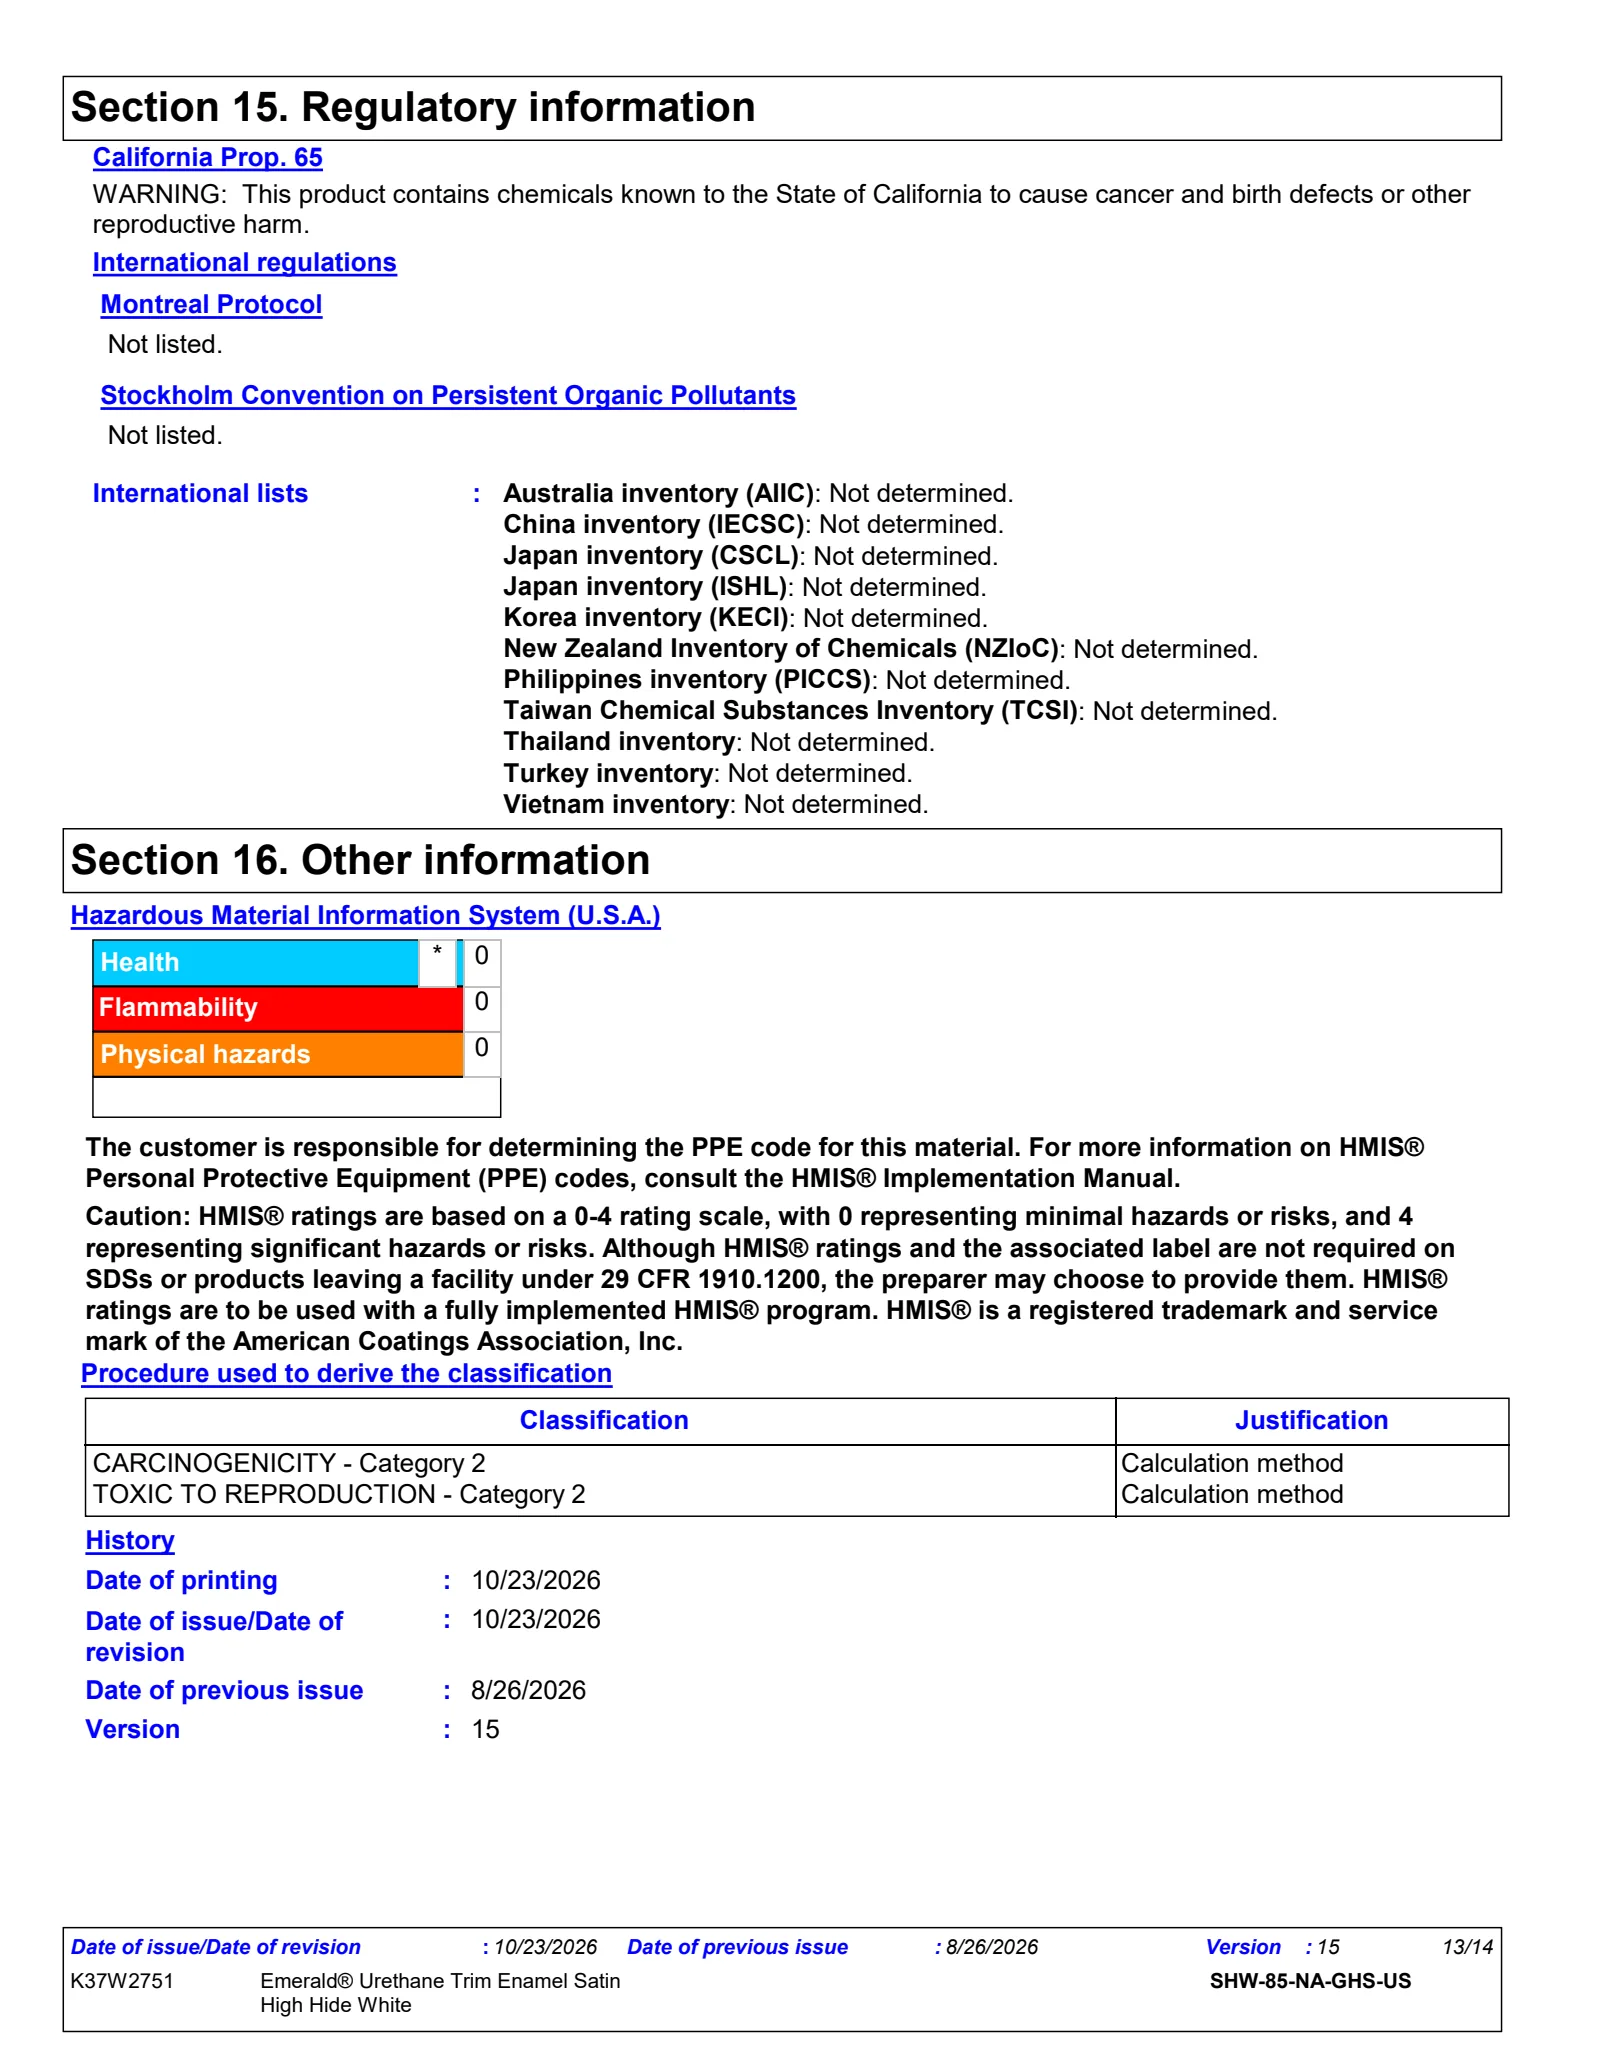 Section 15. Regulatory information
California Prop. 65
WARNING: This product contains chemicals known to the State of California to cause cancer and birth defects or other
reproductive harm.
International regulations
Montreal Protocol
Not listed.
Stockholm Convention on Persistent Organic Pollutants
Not listed.
International lists : Australia inventory (AIIC): Not determined.
China inventory (IECSC): Not determined.
Japan inventory (CSCL): Not determined.
Japan inventory (ISHL): Not determined.
Korea inventory (KECI): Not determined.
New Zealand Inventory of Chemicals (NZIoC): Not determined.
Philippines inventory (PICCS): Not determined.
Taiwan Chemical Substances Inventory (TCSI): Not determined.
Thailand inventory: Not determined.
Turkey inventory: Not determined.
Vietnam inventory: Not determined.
Section 16. Other information
Hazardous Material Information System (U.S.A.)
Health * 0
Flammability 0
Physical hazards 0
The customer is responsible for determining the PPE code for this material. For more information on HMIS®
Personal Protective Equipment (PPE) codes, consult the HMIS® Implementation Manual.
Caution: HMIS® ratings are based on a 0-4 rating scale, with 0 representing minimal hazards or risks, and 4
representing significant hazards or risks. Although HMIS® ratings and the associated label are not required on
SDSs or products leaving a facility under 29 CFR 1910.1200, the preparer may choose to provide them. HMIS®
ratings are to be used with a fully implemented HMIS® program. HMIS® is a registered trademark and service
mark of the American Coatings Association, Inc.
Procedure used to derive the classification
Classification Justification
CARCINOGENICITY - Category 2 Calculation method
TOXIC TO REPRODUCTION - Category 2 Calculation method
History
Date of printing : 10/23/2026
Date of issue/Date of : 10/23/2026
revision
Date of previous issue : 8/26/2026
Version : 15
Date of issue/Date of revision : 10/23/2026 Date of previous issue : 8/26/2026 Version : 15 13/14
K37W2751 Emerald® Urethane Trim Enamel Satin SHW-85-NA-GHS-US
High Hide White